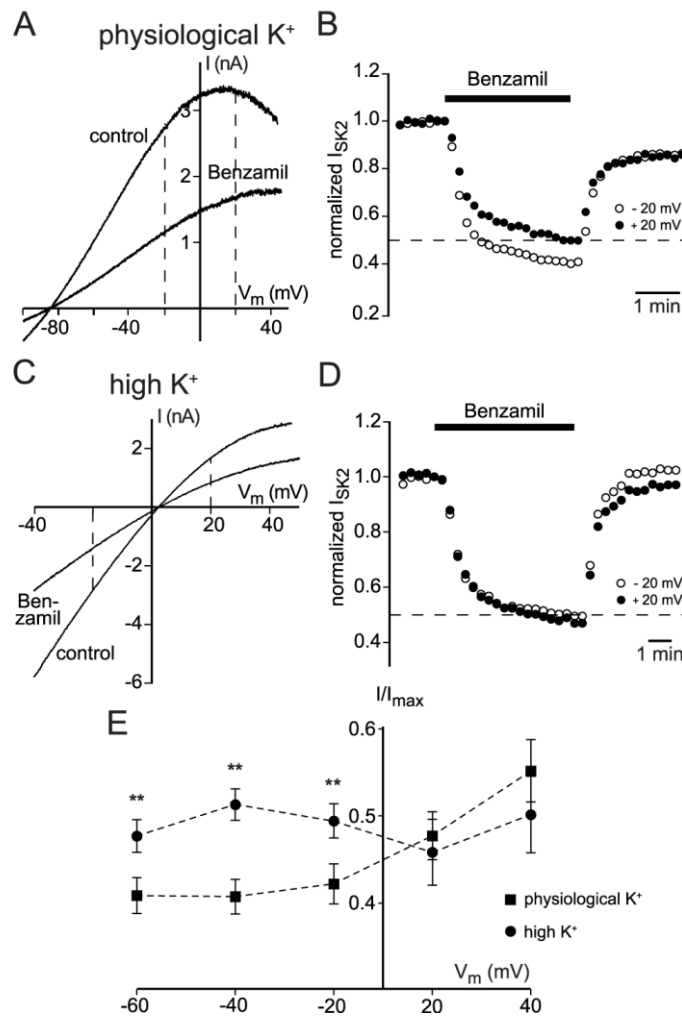 A
physiological K⁺
I (nA)
control
Benzamil
3
2
1
Vₘ (mV)
-80
-40
40
B
Benzamil
normalized I_SK2
1.2
1.0
0.8
0.6
0.4
0.2
- 20 mV
+ 20 mV
1 min
C
high K⁺
I (nA)
2
Vₘ (mV)
-40
20
40
-2
-4
-6
Ben-
zamil
control
D
Benzamil
normalized I_SK2
1.2
1.0
0.8
0.6
0.4
- 20 mV
+ 20 mV
1 min
E
I/I_max
0.6
0.5
0.4
**
**
**
physiological K⁺
high K⁺
Vₘ (mV)
-60
-40
-20
20
40